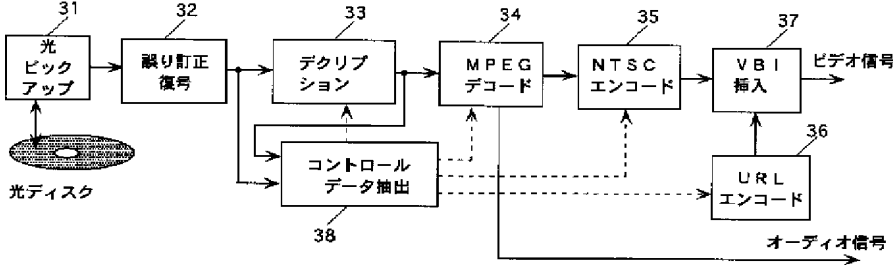 31
32
33
34
35
37
光
ピック
アップ
誤り訂正
復号
デクリプ
ション
MPEG
デコード
NTSC
エンコード
VBI
挿入
ビデオ信号
光ディスク
コントロール
データ抽出
38
36
URL
エンコード
オーディオ信号